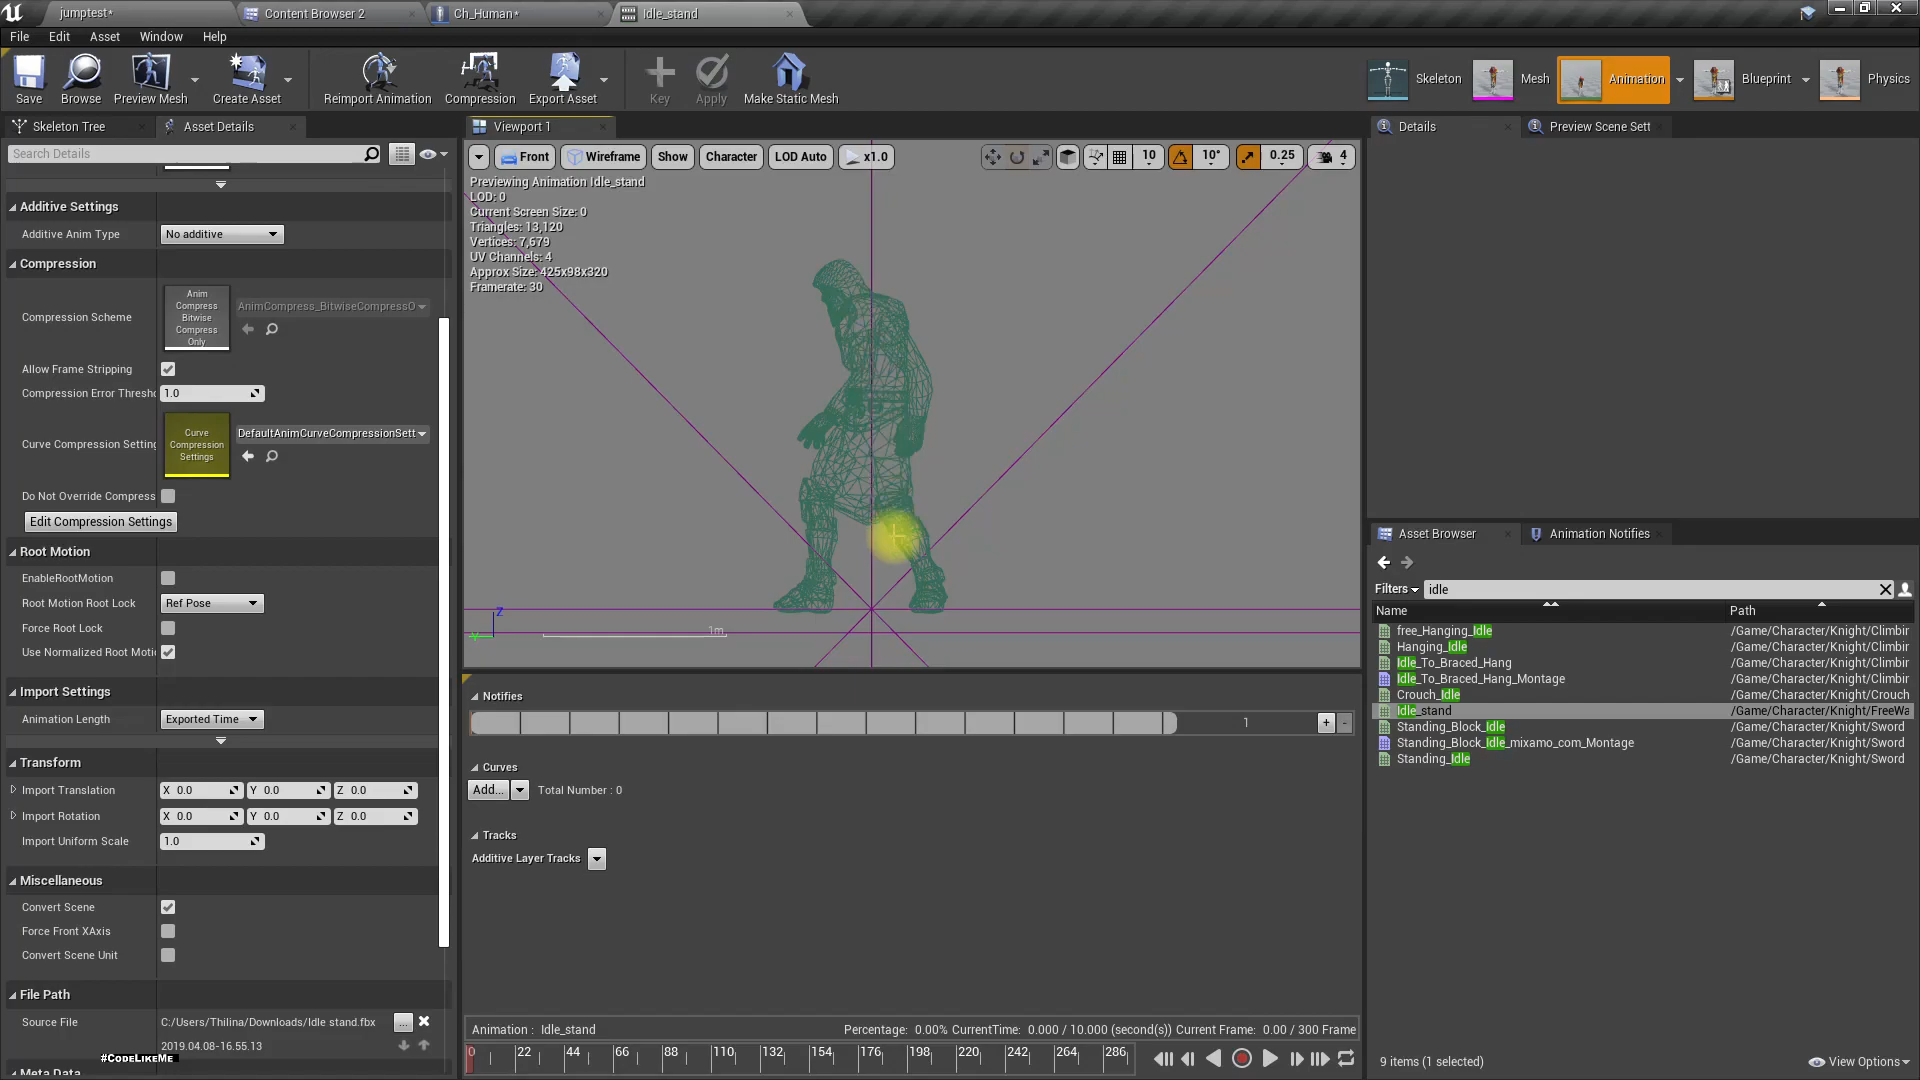 jumptest*
Content Browser 2
Ch_Human*
Idle_stand
File
Edit
Asset
Window
Help
Save
Browse
Preview Mesh
Create Asset
Reimport Animation
Compression
Export Asset
Key
Apply
Make Static Mesh
Skeleton
Mesh
Animation
Blueprint
Physics
Skeleton Tree
Asset Details
Search Details
Additive Settings
Additive Anim Type
No additive
Compression
Compression Scheme
Anim
Compress
Bitwise
Compress
Only
AnimCompress_BitwiseCompressO
Allow Frame Stripping
Compression Error Thresho
1.0
Curve Compression Setting
Curve
Compression
Settings
DefaultAnimCurveCompressionSett
Do Not Override Compress
Edit Compression Settings
Root Motion
EnableRootMotion
Root Motion Root Lock
Ref Pose
Force Root Lock
Use Normalized Root Motio
Import Settings
Animation Length
Exported Time
Transform
Import Translation
X 0.0
Y 0.0
Z 0.0
Import Rotation
X 0.0
Y 0.0
Z 0.0
Import Uniform Scale
1.0
Miscellaneous
Convert Scene
Force Front XAxis
Convert Scene Unit
File Path
Source File
C:/Users/Thilina/Downloads/Idle stand.fbx
...
2019.04.08-16.55.13
#CodeLikeMe
Meta Data
Viewport 1
Front
Wireframe
Show
Character
LOD Auto
x1.0
10
10°
0.25
4
Previewing Animation Idle_stand
LOD: 0
Current Screen Size: 0
Triangles: 13,120
Vertices: 7,679
UV Channels: 4
Approx Size: 425x98x320
Framerate: 30
Z
Y
1m
Notifies
1
+
-
Curves
Add...
Total Number : 0
Tracks
Additive Layer Tracks
Animation : Idle_stand
Percentage: 0.00% CurrentTime: 0.000 / 10.000 (second(s)) Current Frame: 0.00 / 300 Frame
0
22
44
66
88
110
132
154
176
198
220
242
264
286
Details
Preview Scene Sett
Asset Browser
Animation Notifies
Filters
idle
Name
Path
free_Hanging_Idle
/Game/Character/Knight/Climbin
Hanging_Idle
/Game/Character/Knight/Climbin
Idle_To_Braced_Hang
/Game/Character/Knight/Climbin
Idle_To_Braced_Hang_Montage
/Game/Character/Knight/Climbin
Crouch_Idle
/Game/Character/Knight/Crouch
Idle_stand
/Game/Character/Knight/FreeWa
Standing_Block_Idle
/Game/Character/Knight/Sword
Standing_Block_Idle_mixamo_com_Montage
/Game/Character/Knight/Sword
Standing_Idle
/Game/Character/Knight/Sword
9 items (1 selected)
View Options